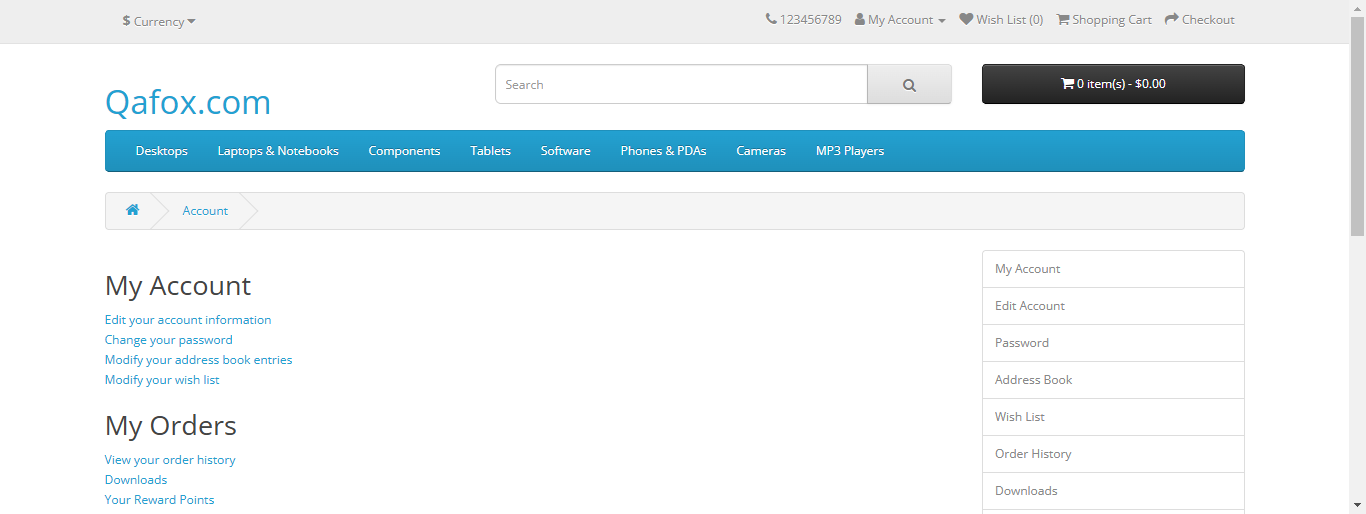 $ Currency
123456789 My Account Wish List (0) Shopping Cart Checkout
Qafox.com
Search
0 item(s) - $0.00
Desktops Laptops & Notebooks Components Tablets Software Phones & PDAs Cameras MP3 Players
Account
My Account
Edit your account information
Change your password
Modify your address book entries
Modify your wish list
My Orders
View your order history
Downloads
Your Reward Points
My Account
Edit Account
Password
Address Book
Wish List
Order History
Downloads